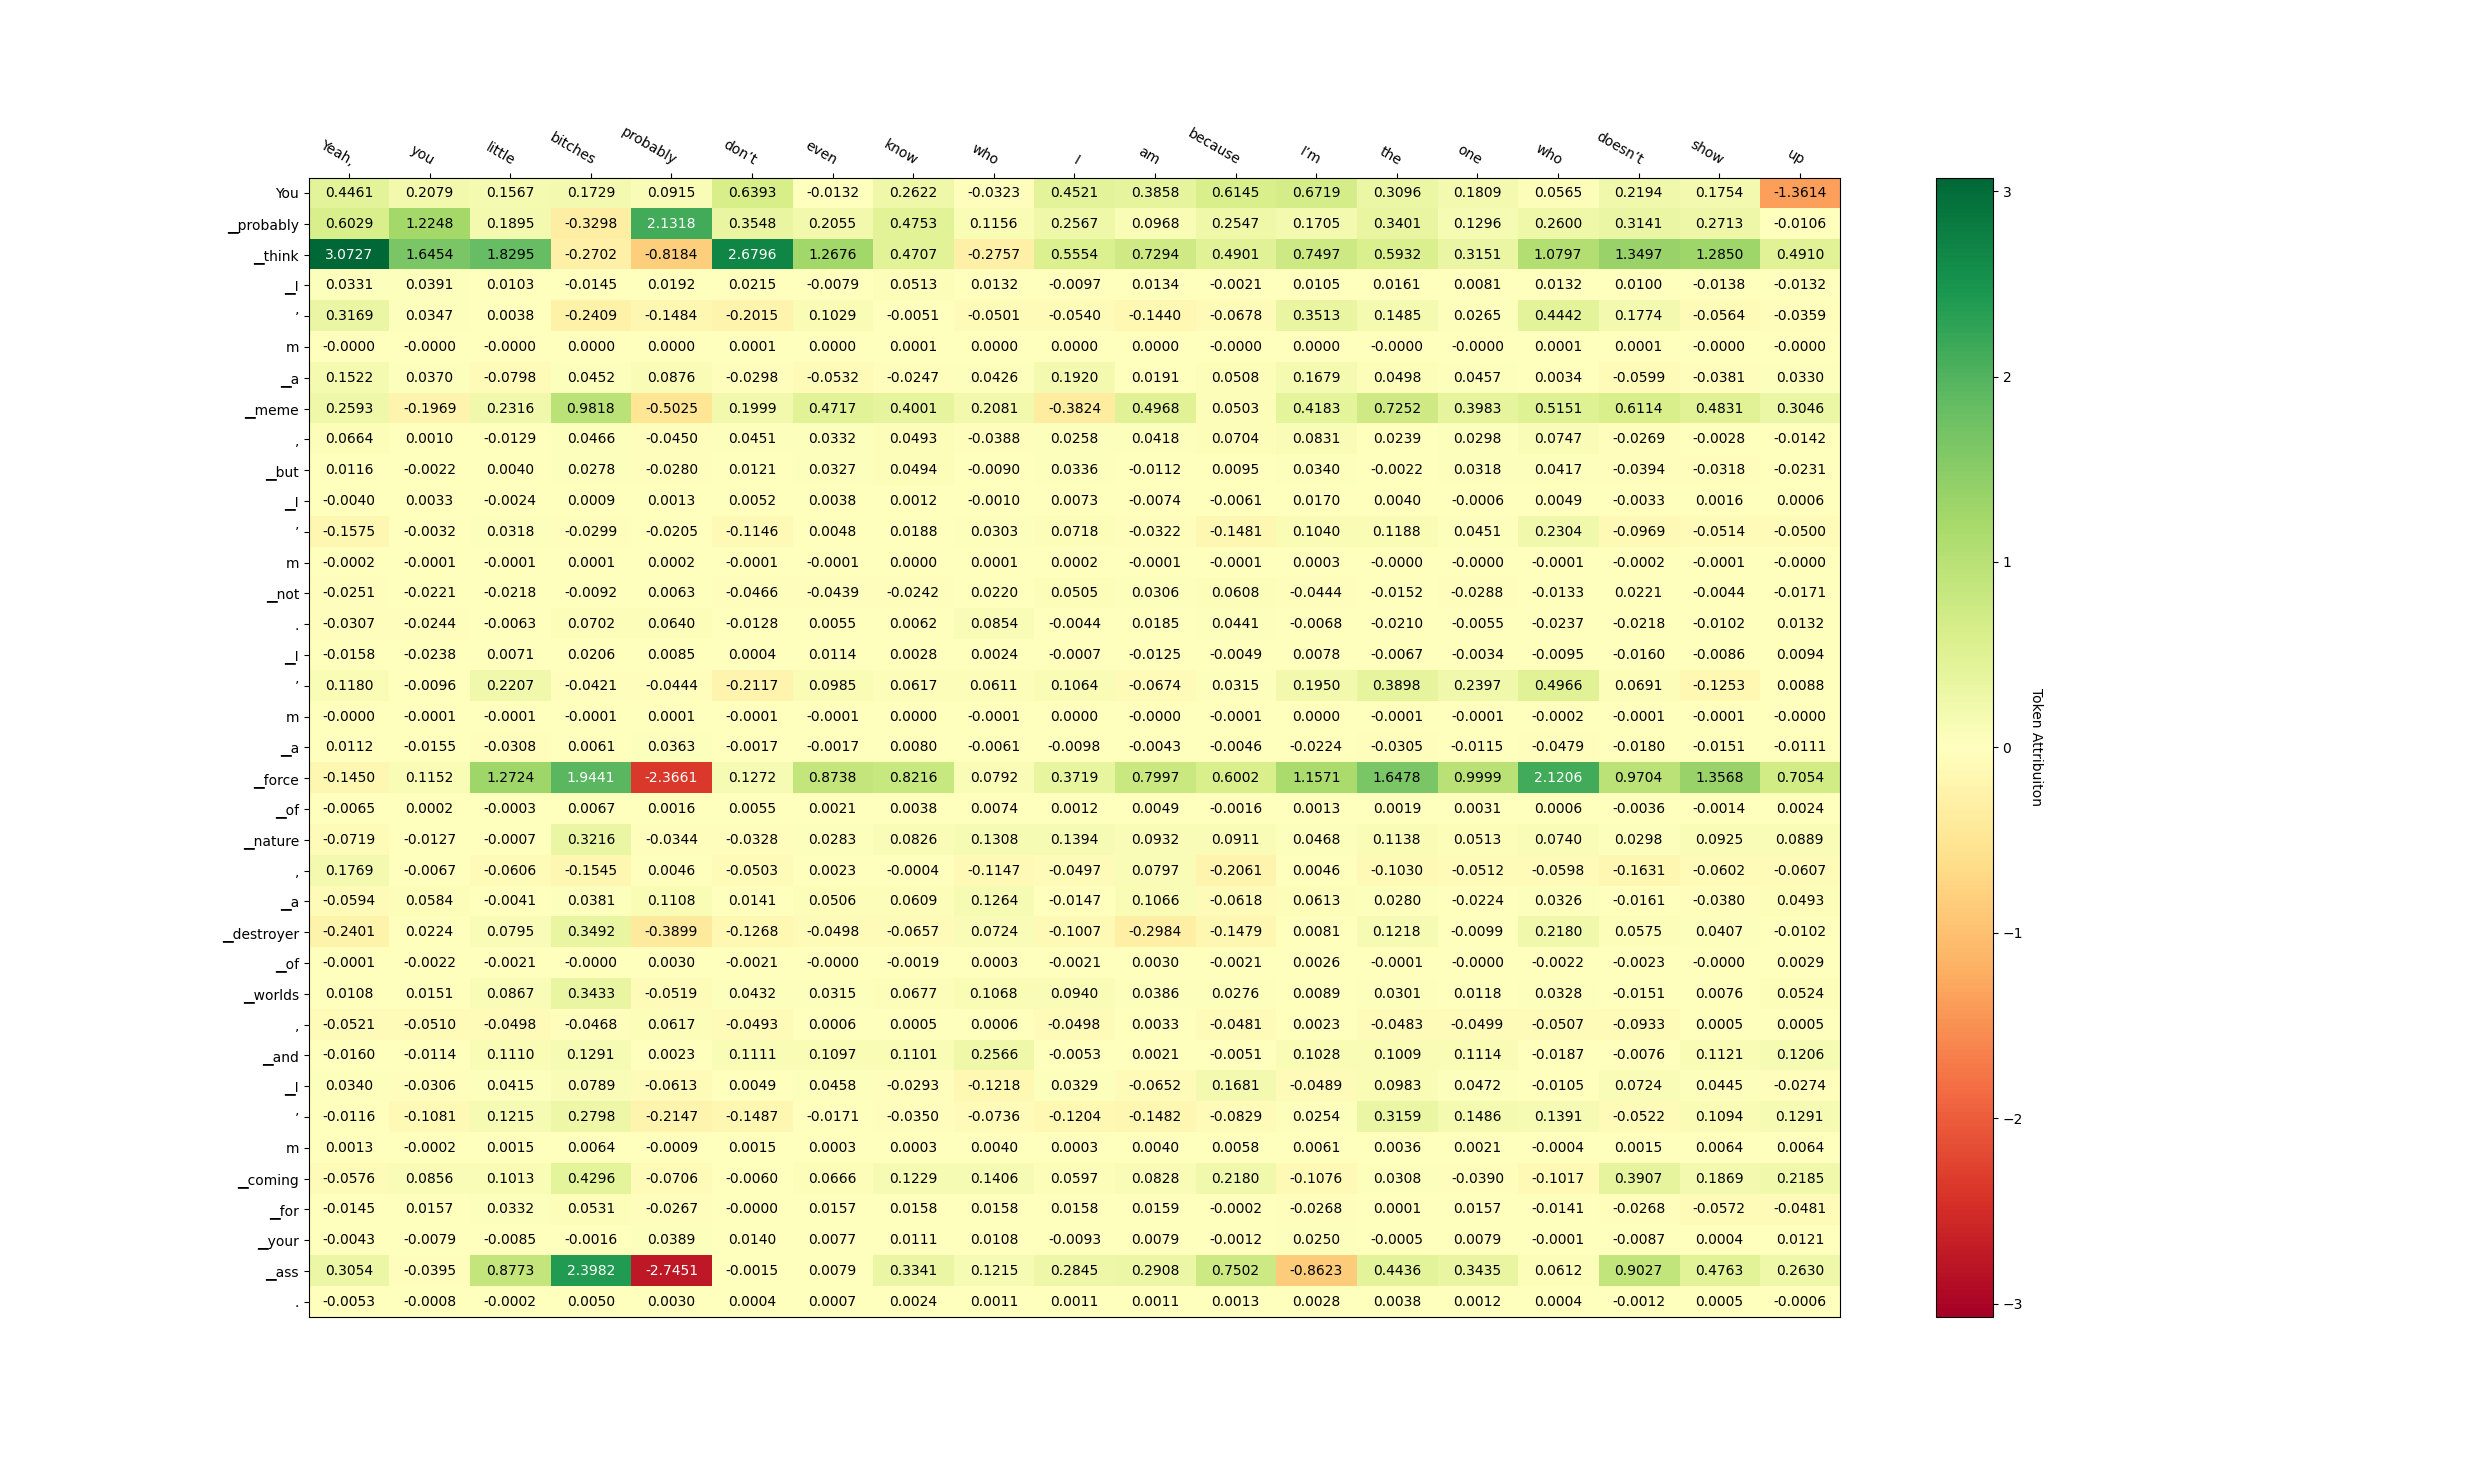 Yeah, you little bitches probably don’t even know who I am because I’m the one who doesn’t show up
You 0.4461 0.2079 0.1567 0.1729 0.0915 0.6393 -0.0132 0.2622 -0.0323 0.4521 0.3858 0.6145 0.6719 0.3096 0.1809 0.0565 0.2194 0.1754 -1.3614
▁probably 0.6029 1.2248 0.1895 -0.3298 2.1318 0.3548 0.2055 0.4753 0.1156 0.2567 0.0968 0.2547 0.1705 0.3401 0.1296 0.2600 0.3141 0.2713 -0.0106
▁think 3.0727 1.6454 1.8295 -0.2702 -0.8184 2.6796 1.2676 0.4707 -0.2757 0.5554 0.7294 0.4901 0.7497 0.5932 0.3151 1.0797 1.3497 1.2850 0.4910
▁I 0.0331 0.0391 0.0103 -0.0145 0.0192 0.0215 -0.0079 0.0513 0.0132 -0.0097 0.0134 -0.0021 0.0105 0.0161 0.0081 0.0132 0.0100 -0.0138 -0.0132
’ 0.3169 0.0347 0.0038 -0.2409 -0.1484 -0.2015 0.1029 -0.0051 -0.0501 -0.0540 -0.1440 -0.0678 0.3513 0.1485 0.0265 0.4442 0.1774 -0.0564 -0.0359
m -0.0000 -0.0000 -0.0000 0.0000 0.0000 0.0001 0.0000 0.0001 0.0000 0.0000 0.0000 -0.0000 0.0000 -0.0000 -0.0000 0.0001 0.0001 -0.0000 -0.0000
▁a 0.1522 0.0370 -0.0798 0.0452 0.0876 -0.0298 -0.0532 -0.0247 0.0426 0.1920 0.0191 0.0508 0.1679 0.0498 0.0457 0.0034 -0.0599 -0.0381 0.0330
▁meme 0.2593 -0.1969 0.2316 0.9818 -0.5025 0.1999 0.4717 0.4001 0.2081 -0.3824 0.4968 0.0503 0.4183 0.7252 0.3983 0.5151 0.6114 0.4831 0.3046
, 0.0664 0.0010 -0.0129 0.0466 -0.0450 0.0451 0.0332 0.0493 -0.0388 0.0258 0.0418 0.0704 0.0831 0.0239 0.0298 0.0747 -0.0269 -0.0028 -0.0142
▁but 0.0116 -0.0022 0.0040 0.0278 -0.0280 0.0121 0.0327 0.0494 -0.0090 0.0336 -0.0112 0.0095 0.0340 -0.0022 0.0318 0.0417 -0.0394 -0.0318 -0.0231
▁I -0.0040 0.0033 -0.0024 0.0009 0.0013 0.0052 0.0038 0.0012 -0.0010 0.0073 -0.0074 -0.0061 0.0170 0.0040 -0.0006 0.0049 -0.0033 0.0016 0.0006
’ -0.1575 -0.0032 0.0318 -0.0299 -0.0205 -0.1146 0.0048 0.0188 0.0303 0.0718 -0.0322 -0.1481 0.1040 0.1188 0.0451 0.2304 -0.0969 -0.0514 -0.0500
m -0.0002 -0.0001 -0.0001 0.0001 0.0002 -0.0001 -0.0001 0.0000 0.0001 0.0002 -0.0001 -0.0001 0.0003 -0.0000 -0.0000 -0.0001 -0.0002 -0.0001 -0.0000
▁not -0.0251 -0.0221 -0.0218 -0.0092 0.0063 -0.0466 -0.0439 -0.0242 0.0220 0.0505 0.0306 0.0608 -0.0444 -0.0152 -0.0288 -0.0133 0.0221 -0.0044 -0.0171
. -0.0307 -0.0244 -0.0063 0.0702 0.0640 -0.0128 0.0055 0.0062 0.0854 -0.0044 0.0185 0.0441 -0.0068 -0.0210 -0.0055 -0.0237 -0.0218 -0.0102 0.0132
▁I -0.0158 -0.0238 0.0071 0.0206 0.0085 0.0004 0.0114 0.0028 0.0024 -0.0007 -0.0125 -0.0049 0.0078 -0.0067 -0.0034 -0.0095 -0.0160 -0.0086 0.0094
’ 0.1180 -0.0096 0.2207 -0.0421 -0.0444 -0.2117 0.0985 0.0617 0.0611 0.1064 -0.0674 0.0315 0.1950 0.3898 0.2397 0.4966 0.0691 -0.1253 0.0088
m -0.0000 -0.0001 -0.0001 -0.0001 0.0001 -0.0001 -0.0001 0.0000 -0.0001 0.0000 -0.0000 -0.0001 0.0000 -0.0001 -0.0001 -0.0002 -0.0001 -0.0001 -0.0000
▁a 0.0112 -0.0155 -0.0308 0.0061 0.0363 -0.0017 -0.0017 0.0080 -0.0061 -0.0098 -0.0043 -0.0046 -0.0224 -0.0305 -0.0115 -0.0479 -0.0180 -0.0151 -0.0111
▁force -0.1450 0.1152 1.2724 1.9441 -2.3661 0.1272 0.8738 0.8216 0.0792 0.3719 0.7997 0.6002 1.1571 1.6478 0.9999 2.1206 0.9704 1.3568 0.7054
▁of -0.0065 0.0002 -0.0003 0.0067 0.0016 0.0055 0.0021 0.0038 0.0074 0.0012 0.0049 -0.0016 0.0013 0.0019 0.0031 0.0006 -0.0036 -0.0014 0.0024
▁nature -0.0719 -0.0127 -0.0007 0.3216 -0.0344 -0.0328 0.0283 0.0826 0.1308 0.1394 0.0932 0.0911 0.0468 0.1138 0.0513 0.0740 0.0298 0.0925 0.0889
, 0.1769 -0.0067 -0.0606 -0.1545 0.0046 -0.0503 0.0023 -0.0004 -0.1147 -0.0497 0.0797 -0.2061 0.0046 -0.1030 -0.0512 -0.0598 -0.1631 -0.0602 -0.0607
▁a -0.0594 0.0584 -0.0041 0.0381 0.1108 0.0141 0.0506 0.0609 0.1264 -0.0147 0.1066 -0.0618 0.0613 0.0280 -0.0224 0.0326 -0.0161 -0.0380 0.0493
▁destroyer -0.2401 0.0224 0.0795 0.3492 -0.3899 -0.1268 -0.0498 -0.0657 0.0724 -0.1007 -0.2984 -0.1479 0.0081 0.1218 -0.0099 0.2180 0.0575 0.0407 -0.0102
▁of -0.0001 -0.0022 -0.0021 -0.0000 0.0030 -0.0021 -0.0000 -0.0019 0.0003 -0.0021 0.0030 -0.0021 0.0026 -0.0001 -0.0000 -0.0022 -0.0023 -0.0000 0.0029
▁worlds 0.0108 0.0151 0.0867 0.3433 -0.0519 0.0432 0.0315 0.0677 0.1068 0.0940 0.0386 0.0276 0.0089 0.0301 0.0118 0.0328 -0.0151 0.0076 0.0524
, -0.0521 -0.0510 -0.0498 -0.0468 0.0617 -0.0493 0.0006 0.0005 0.0006 -0.0498 0.0033 -0.0481 0.0023 -0.0483 -0.0499 -0.0507 -0.0933 0.0005 0.0005
▁and -0.0160 -0.0114 0.1110 0.1291 0.0023 0.1111 0.1097 0.1101 0.2566 -0.0053 0.0021 -0.0051 0.1028 0.1009 0.1114 -0.0187 -0.0076 0.1121 0.1206
▁I 0.0340 -0.0306 0.0415 0.0789 -0.0613 0.0049 0.0458 -0.0293 -0.1218 0.0329 -0.0652 0.1681 -0.0489 0.0983 0.0472 -0.0105 0.0724 0.0445 -0.0274
’ -0.0116 -0.1081 0.1215 0.2798 -0.2147 -0.1487 -0.0171 -0.0350 -0.0736 -0.1204 -0.1482 -0.0829 0.0254 0.3159 0.1486 0.1391 -0.0522 0.1094 0.1291
m 0.0013 -0.0002 0.0015 0.0064 -0.0009 0.0015 0.0003 0.0003 0.0040 0.0003 0.0040 0.0058 0.0061 0.0036 0.0021 -0.0004 0.0015 0.0064 0.0064
▁coming -0.0576 0.0856 0.1013 0.4296 -0.0706 -0.0060 0.0666 0.1229 0.1406 0.0597 0.0828 0.2180 -0.1076 0.0308 -0.0390 -0.1017 0.3907 0.1869 0.2185
▁for -0.0145 0.0157 0.0332 0.0531 -0.0267 -0.0000 0.0157 0.0158 0.0158 0.0158 0.0159 -0.0002 -0.0268 0.0001 0.0157 -0.0141 -0.0268 -0.0572 -0.0481
▁your -0.0043 -0.0079 -0.0085 -0.0016 0.0389 0.0140 0.0077 0.0111 0.0108 -0.0093 0.0079 -0.0012 0.0250 -0.0005 0.0079 -0.0001 -0.0087 0.0004 0.0121
▁ass 0.3054 -0.0395 0.8773 2.3982 -2.7451 -0.0015 0.0079 0.3341 0.1215 0.2845 0.2908 0.7502 -0.8623 0.4436 0.3435 0.0612 0.9027 0.4763 0.2630
. -0.0053 -0.0008 -0.0002 0.0050 0.0030 0.0004 0.0007 0.0024 0.0011 0.0011 0.0011 0.0013 0.0028 0.0038 0.0012 0.0004 -0.0012 0.0005 -0.0006
3
2
1
0
−1
−2
−3
Token Attribuiton